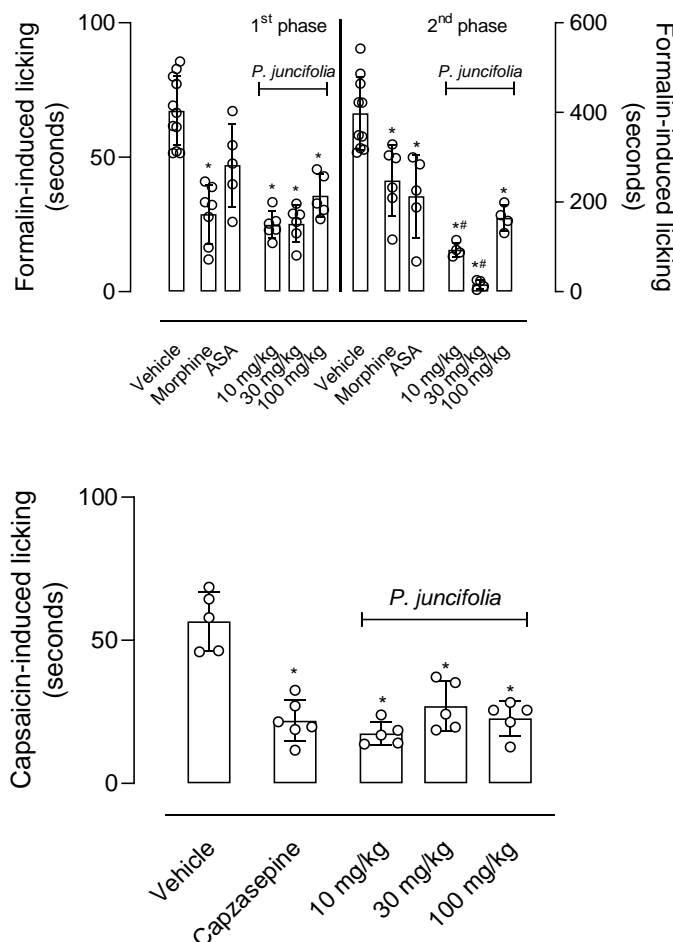 Formalin-induced licking
(seconds)
100
50
0
1st phase
P. juncifolia
*
*
*
*
2nd phase
P. juncifolia
*
*
*#
*#
*
600
400
200
0
Formalin-induced licking
(seconds)
Vehicle
Morphine
ASA
10 mg/kg
30 mg/kg
100 mg/kg
Vehicle
Morphine
ASA
10 mg/kg
30 mg/kg
100 mg/kg
Capsaicin-induced licking
(seconds)
100
50
0
P. juncifolia
*
*
*
*
Vehicle
Capzasepine
10 mg/kg
30 mg/kg
100 mg/kg